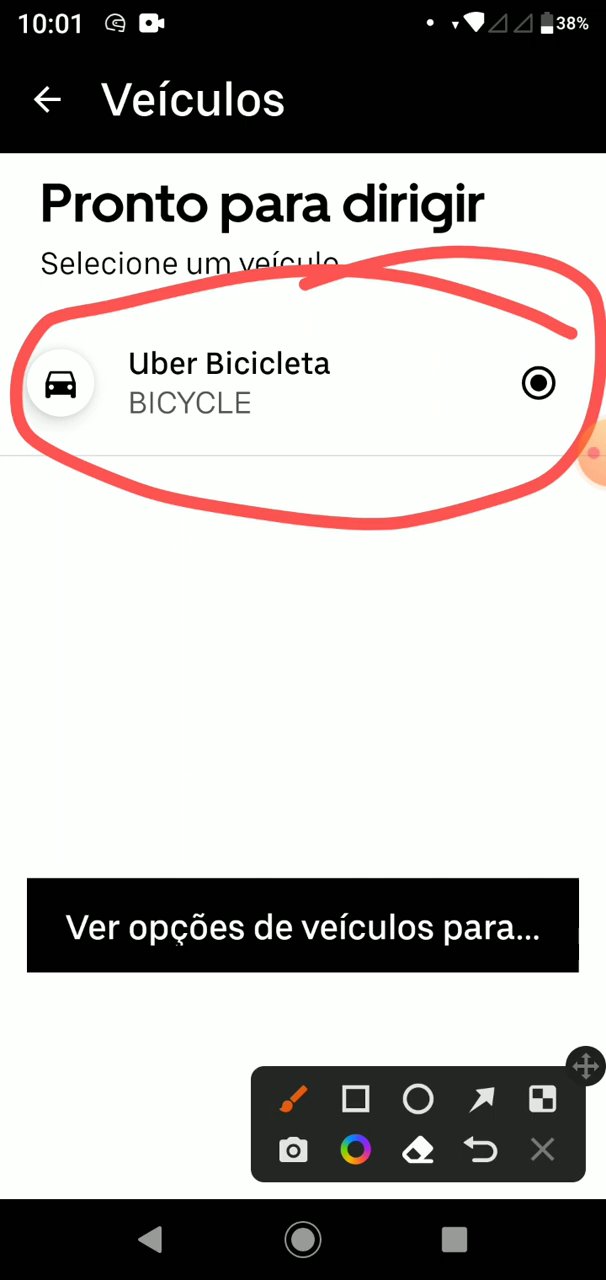 10:01
38%
Veículos
Pronto para dirigir
Selecione um veículo
Uber Bicicleta
BICYCLE
Ver opções de veículos para...